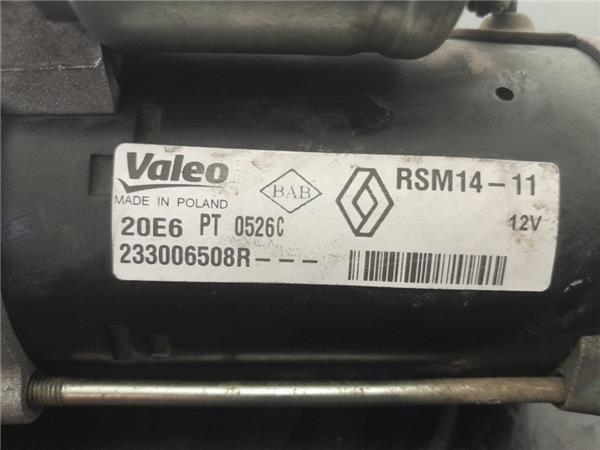 Valeo
MADE IN POLAND
BAB
RSM14-11
12V
20E6 PT 0526C
233006508R---